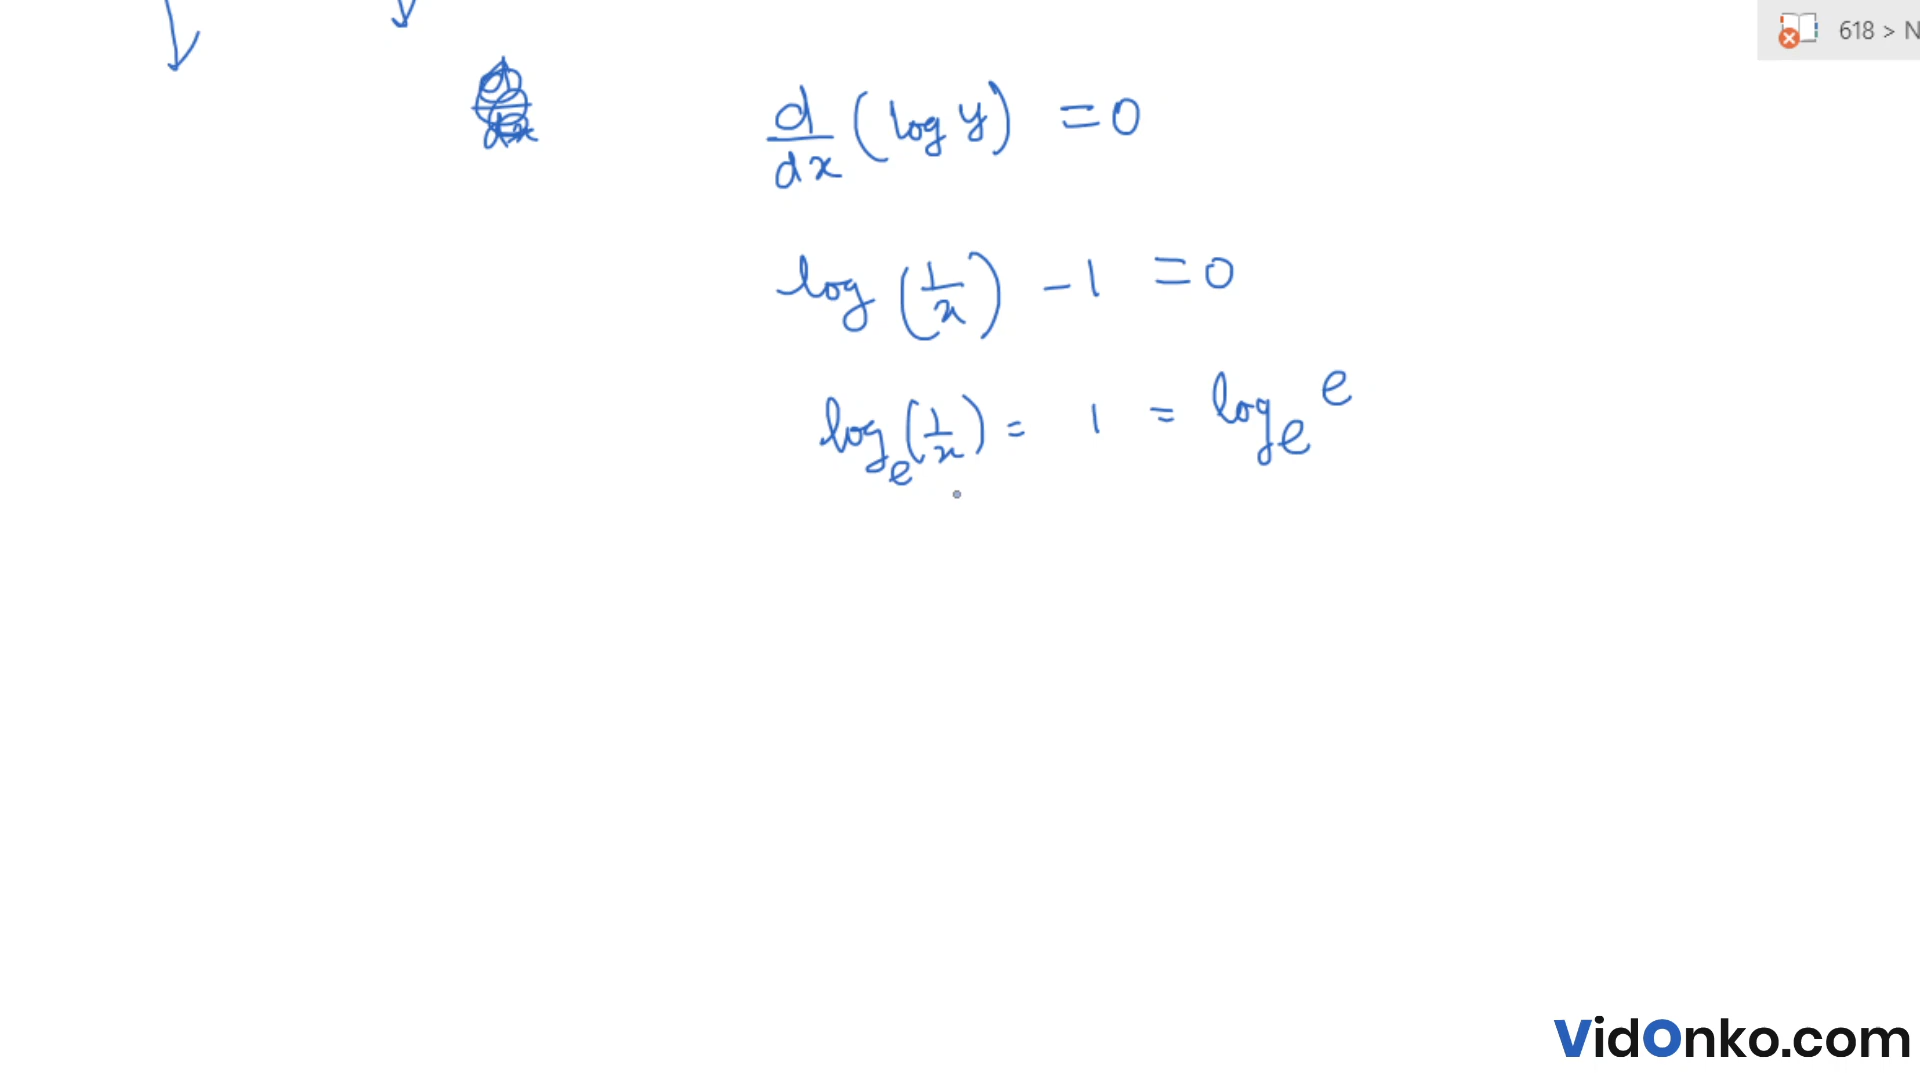 618 > N
d/dx (log y) = 0
log (1/x) - 1 = 0
log_e (1/x) = 1 = log_e e
VidOnko.com